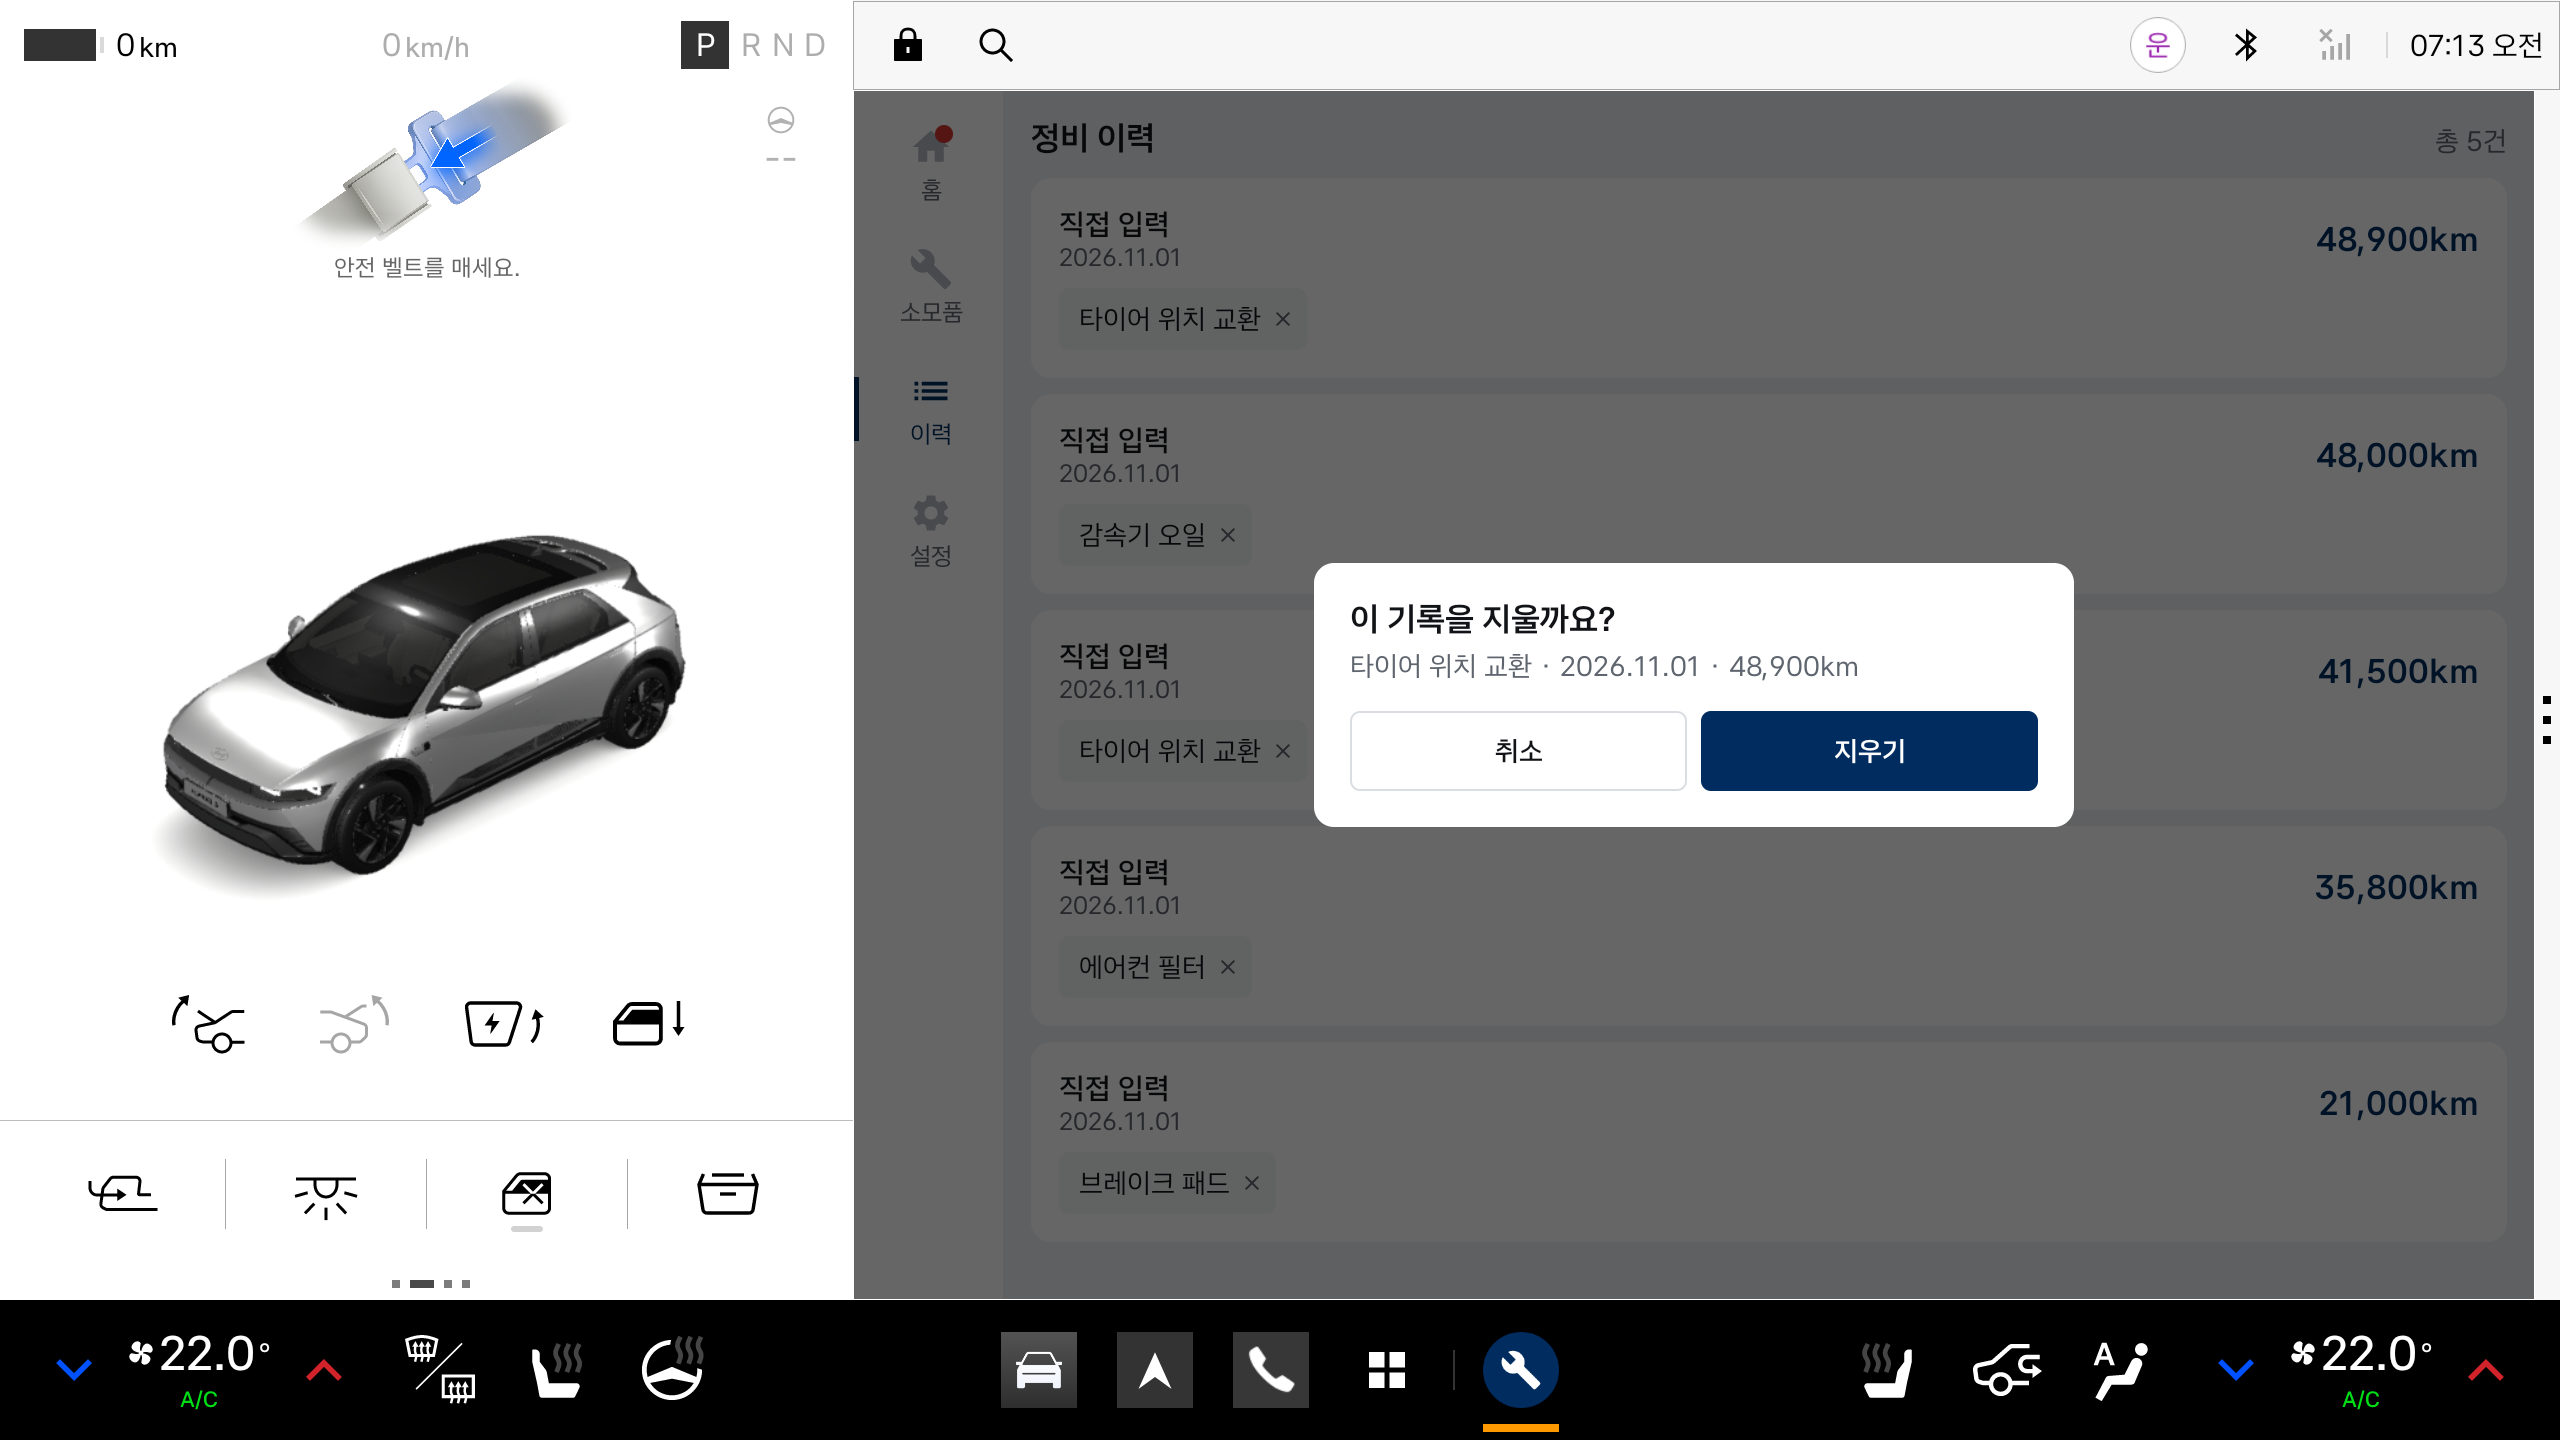 0 km
0 km/h
P R N D
안전 벨트를 매세요.
운
07:13 오전
홈
소모품
이력
설정
정비 이력
총 5건
직접 입력
2026.11.01
48,900km
타이어 위치 교환
직접 입력
2026.11.01
48,000km
감속기 오일
직접 입력
2026.11.01
41,500km
타이어 위치 교환
직접 입력
2026.11.01
35,800km
에어컨 필터
직접 입력
2026.11.01
21,000km
브레이크 패드
이 기록을 지울까요?
타이어 위치 교환 · 2026.11.01 · 48,900km
취소
지우기
22.0°
A/C
A
22.0°
A/C